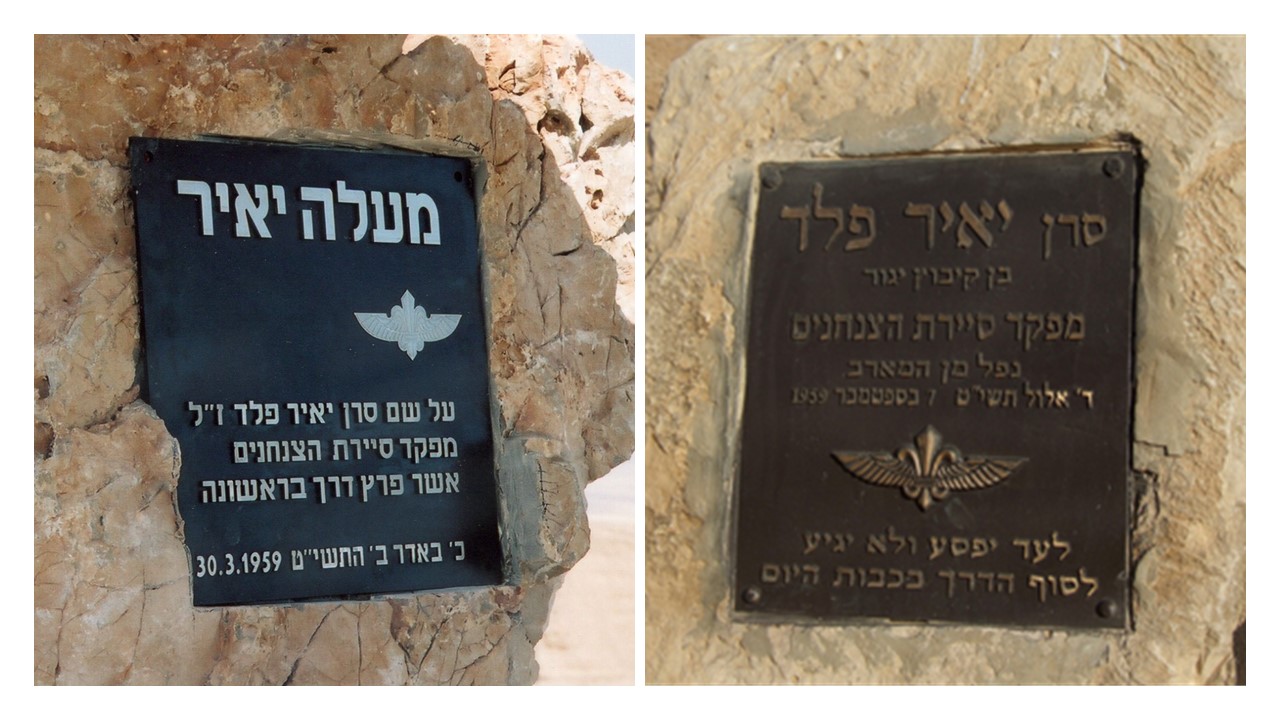 מעלה יאיר
על שם סרן יאיר פלד ז"ל
מפקד סיירת הצנחנים
אשר פרץ דרך בראשונה
כ' באדר ב' התשי"ט 30.3.1959
סרן יאיר פלד
בן קיבוץ יגור
מפקד סיירת הצנחנים
נפל מן המארב
ד' אלול תשי"ט 7 בספטמבר 1959
לעד יפסע ולא יגיע
לסוף הדרך בכבות היום